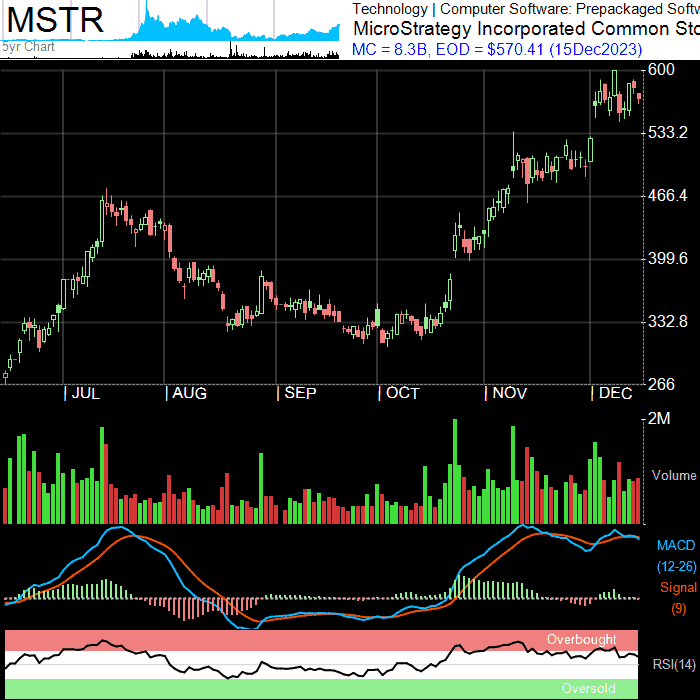 MSTR
5yr Chart
Technology | Computer Software: Prepackaged Softw
MicroStrategy Incorporated Common Sto
MC = 8.3B, EOD = $570.41 (15Dec2023)
600
533.2
466.4
399.6
332.8
266
| JUL | AUG | SEP | OCT | NOV | DEC
2M
Volume
MACD
(12-26)
Signal
(9)
Overbought
RSI(14)
Oversold